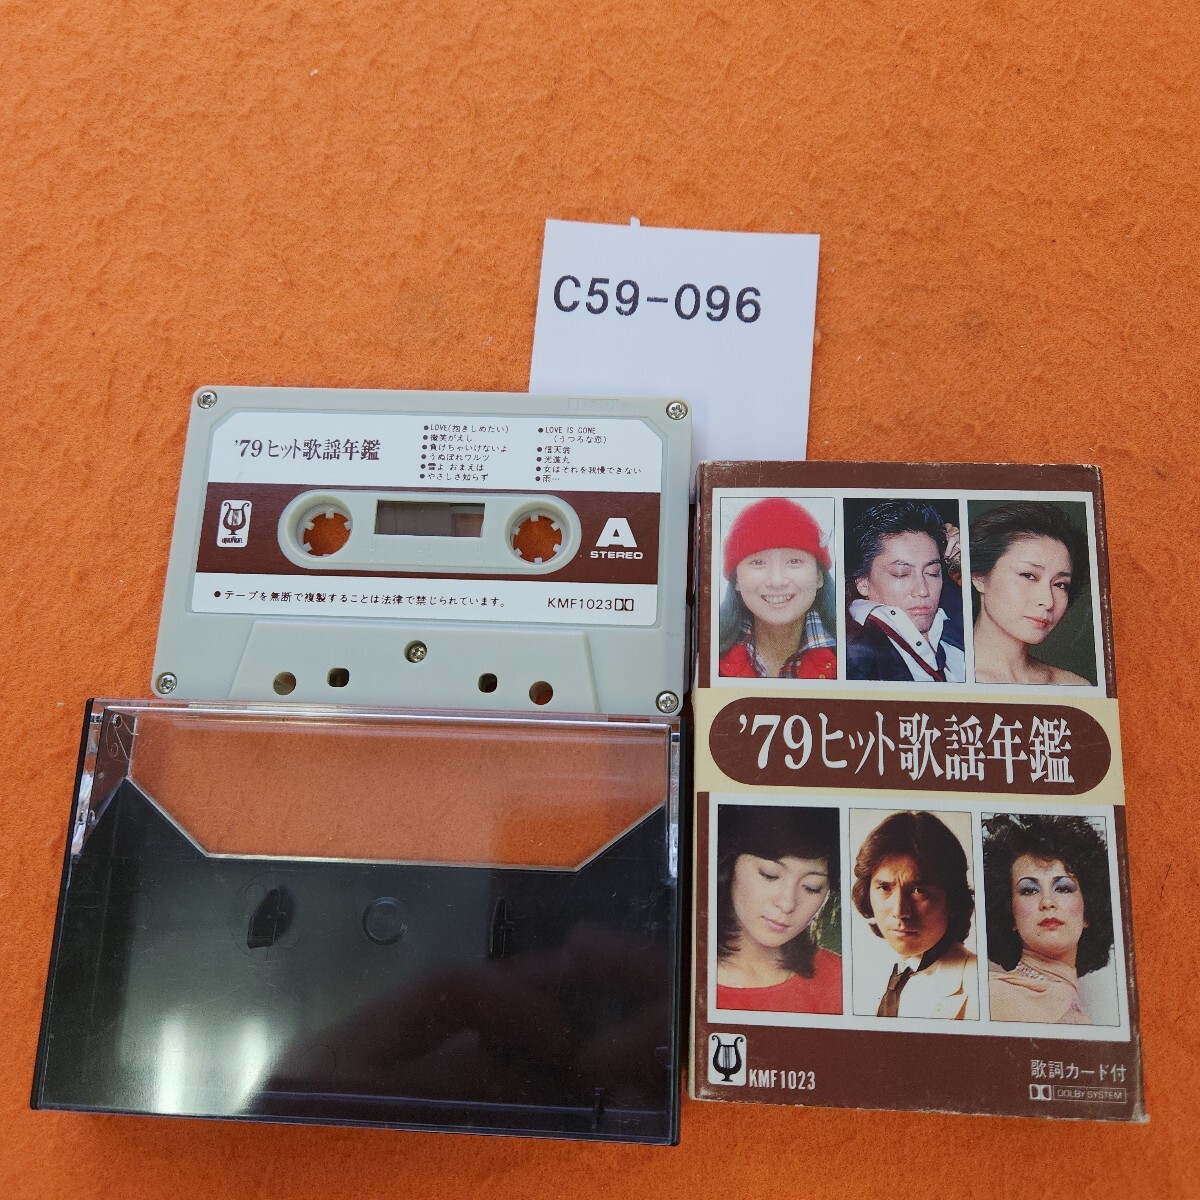 C59-096
'79ヒット歌謡年鑑
●LOVE(抱きしめたい)
●微笑がえし
●負けちゃいけないよ
●うぬぼれワルツ
●雪よ おまえは
●やさしさ知らず
●LOVE IS GONE
(うつろな恋)
●信天翁
●光進丸
●女はそれを我慢できない
●雨…
A
STEREO
●テープを無断で複製することは法律で禁じられています。
KMF1023
'79ヒット歌謡年鑑
KMF1023
歌詞カード付
DOLBY SYSTEM